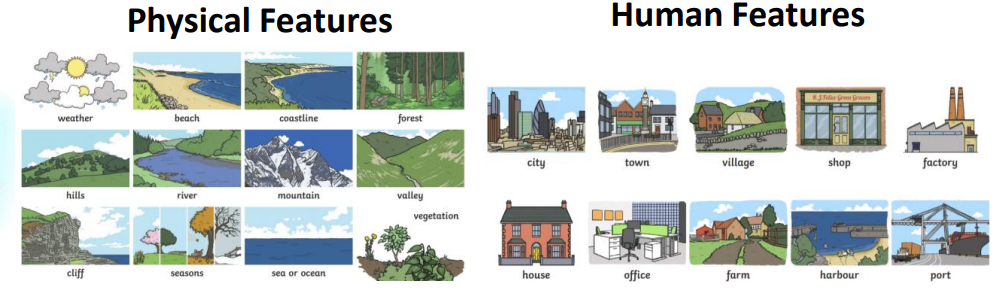 Physical Features
weather
beach
coastline
forest
hills
river
mountain
valley
cliff
seasons
sea or ocean
vegetation
Human Features
city
town
village
shop
factory
house
office
farm
harbour
port